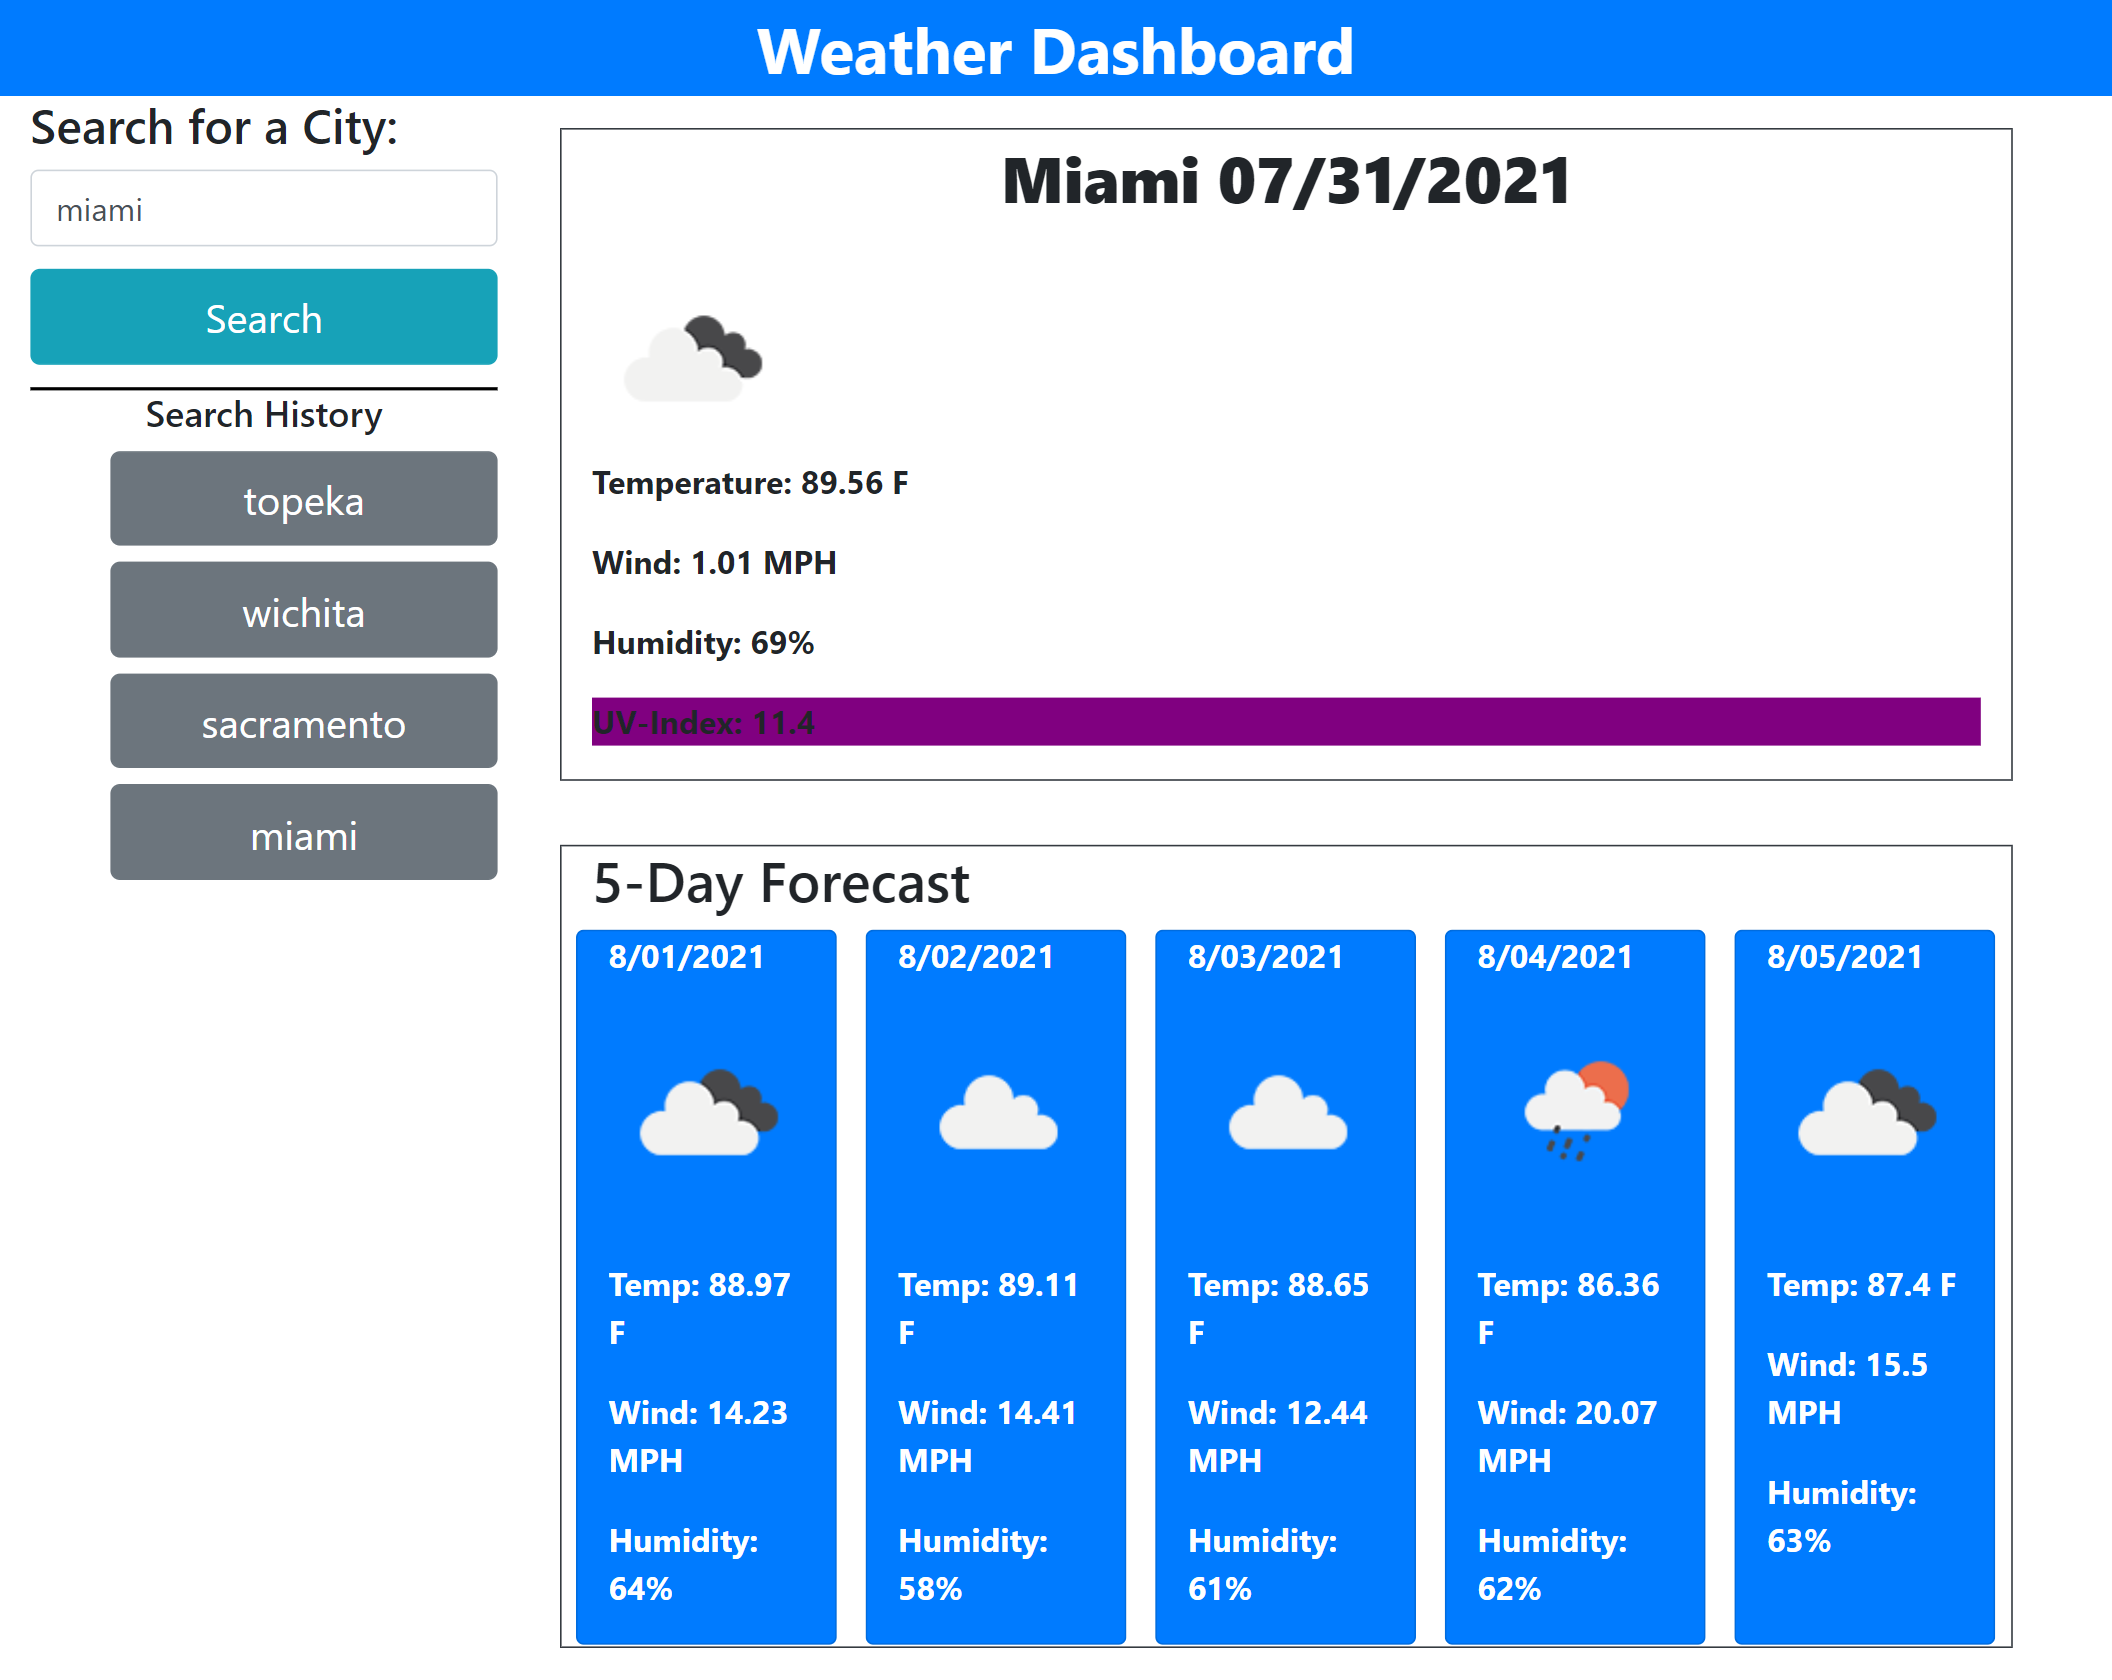 Weather Dashboard
Search for a City:
miami
Search
Search History
topeka
wichita
sacramento
miami
Miami 07/31/2021
Temperature: 89.56 F
Wind: 1.01 MPH
Humidity: 69%
UV-Index: 11.4
5-Day Forecast
8/01/2021
Temp: 88.97
F
Wind: 14.23
MPH
Humidity:
64%
8/02/2021
Temp: 89.11
F
Wind: 14.41
MPH
Humidity:
58%
8/03/2021
Temp: 88.65
F
Wind: 12.44
MPH
Humidity:
61%
8/04/2021
Temp: 86.36
F
Wind: 20.07
MPH
Humidity:
62%
8/05/2021
Temp: 87.4 F
Wind: 15.5
MPH
Humidity:
63%